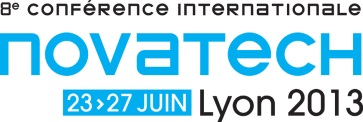 8e CONFÉRENCE INTERNATIONALE
NOVATECH
23>27 JUIN Lyon 2013